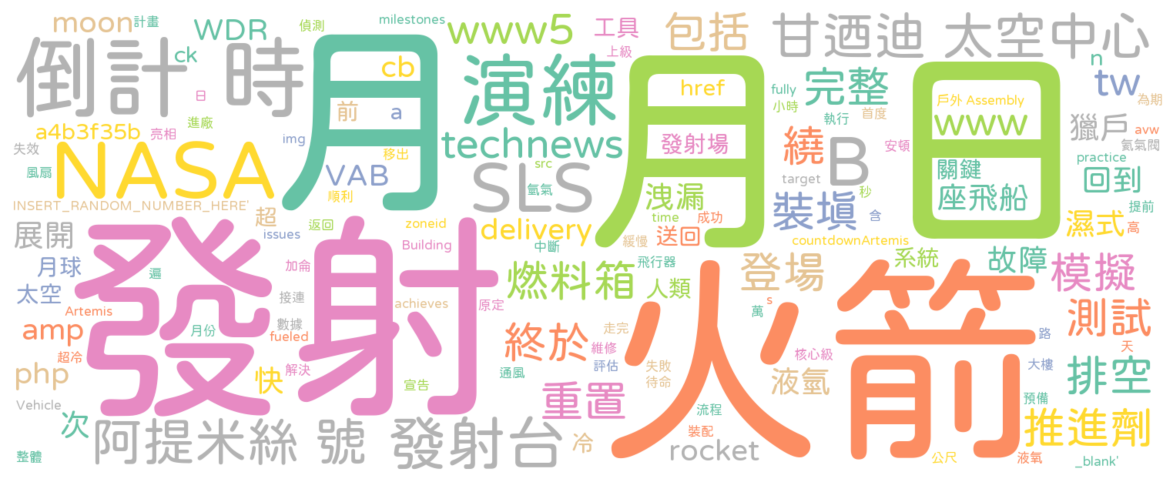 moon 計畫 WDR 偵測 milestones www5 工具 包括 甘迺迪 太空中心
倒計 時 ck 月 cb 演練 上級 月 href 完整 日 n tw
日 前 a fully 小時 戶外 Assembly 為期
a4b3f35b 亮相 進廠 img 移出 technews 發射場 執行 首度 www 獵戶 avw
失效 風扇 NASA VAB 順利 SLS src 氫氣 繞 B 安頓 關鍵 氦氣閥
洩漏 target 座飛船 practice 回到
INSERT_RANDOM_NUMBER_HERE' 超 issues 返回 zoneid delivery time 成功 裝填 秒 含 提前
展開 發射 Building 中斷 緩慢 送回 countdownArtemis 濕式 高
月球 週 加侖 燃料箱 飛行器 人類 登場 系統 故障 模擬
太空 接連 achieves 原定 s 火箭
Artemis amp 月份 數據 萬 路 測試
超冷 fueled 終於 走完 維修 核心級 天
php 解決 通風 失敗 評估 大樓
Vehicle 快 宣告 待命 液氫 排空
次 重置 流程 預備
阿提米絲 號 發射台 冷 裝配 推進劑
整體 rocket 公尺 液氧 _blank'